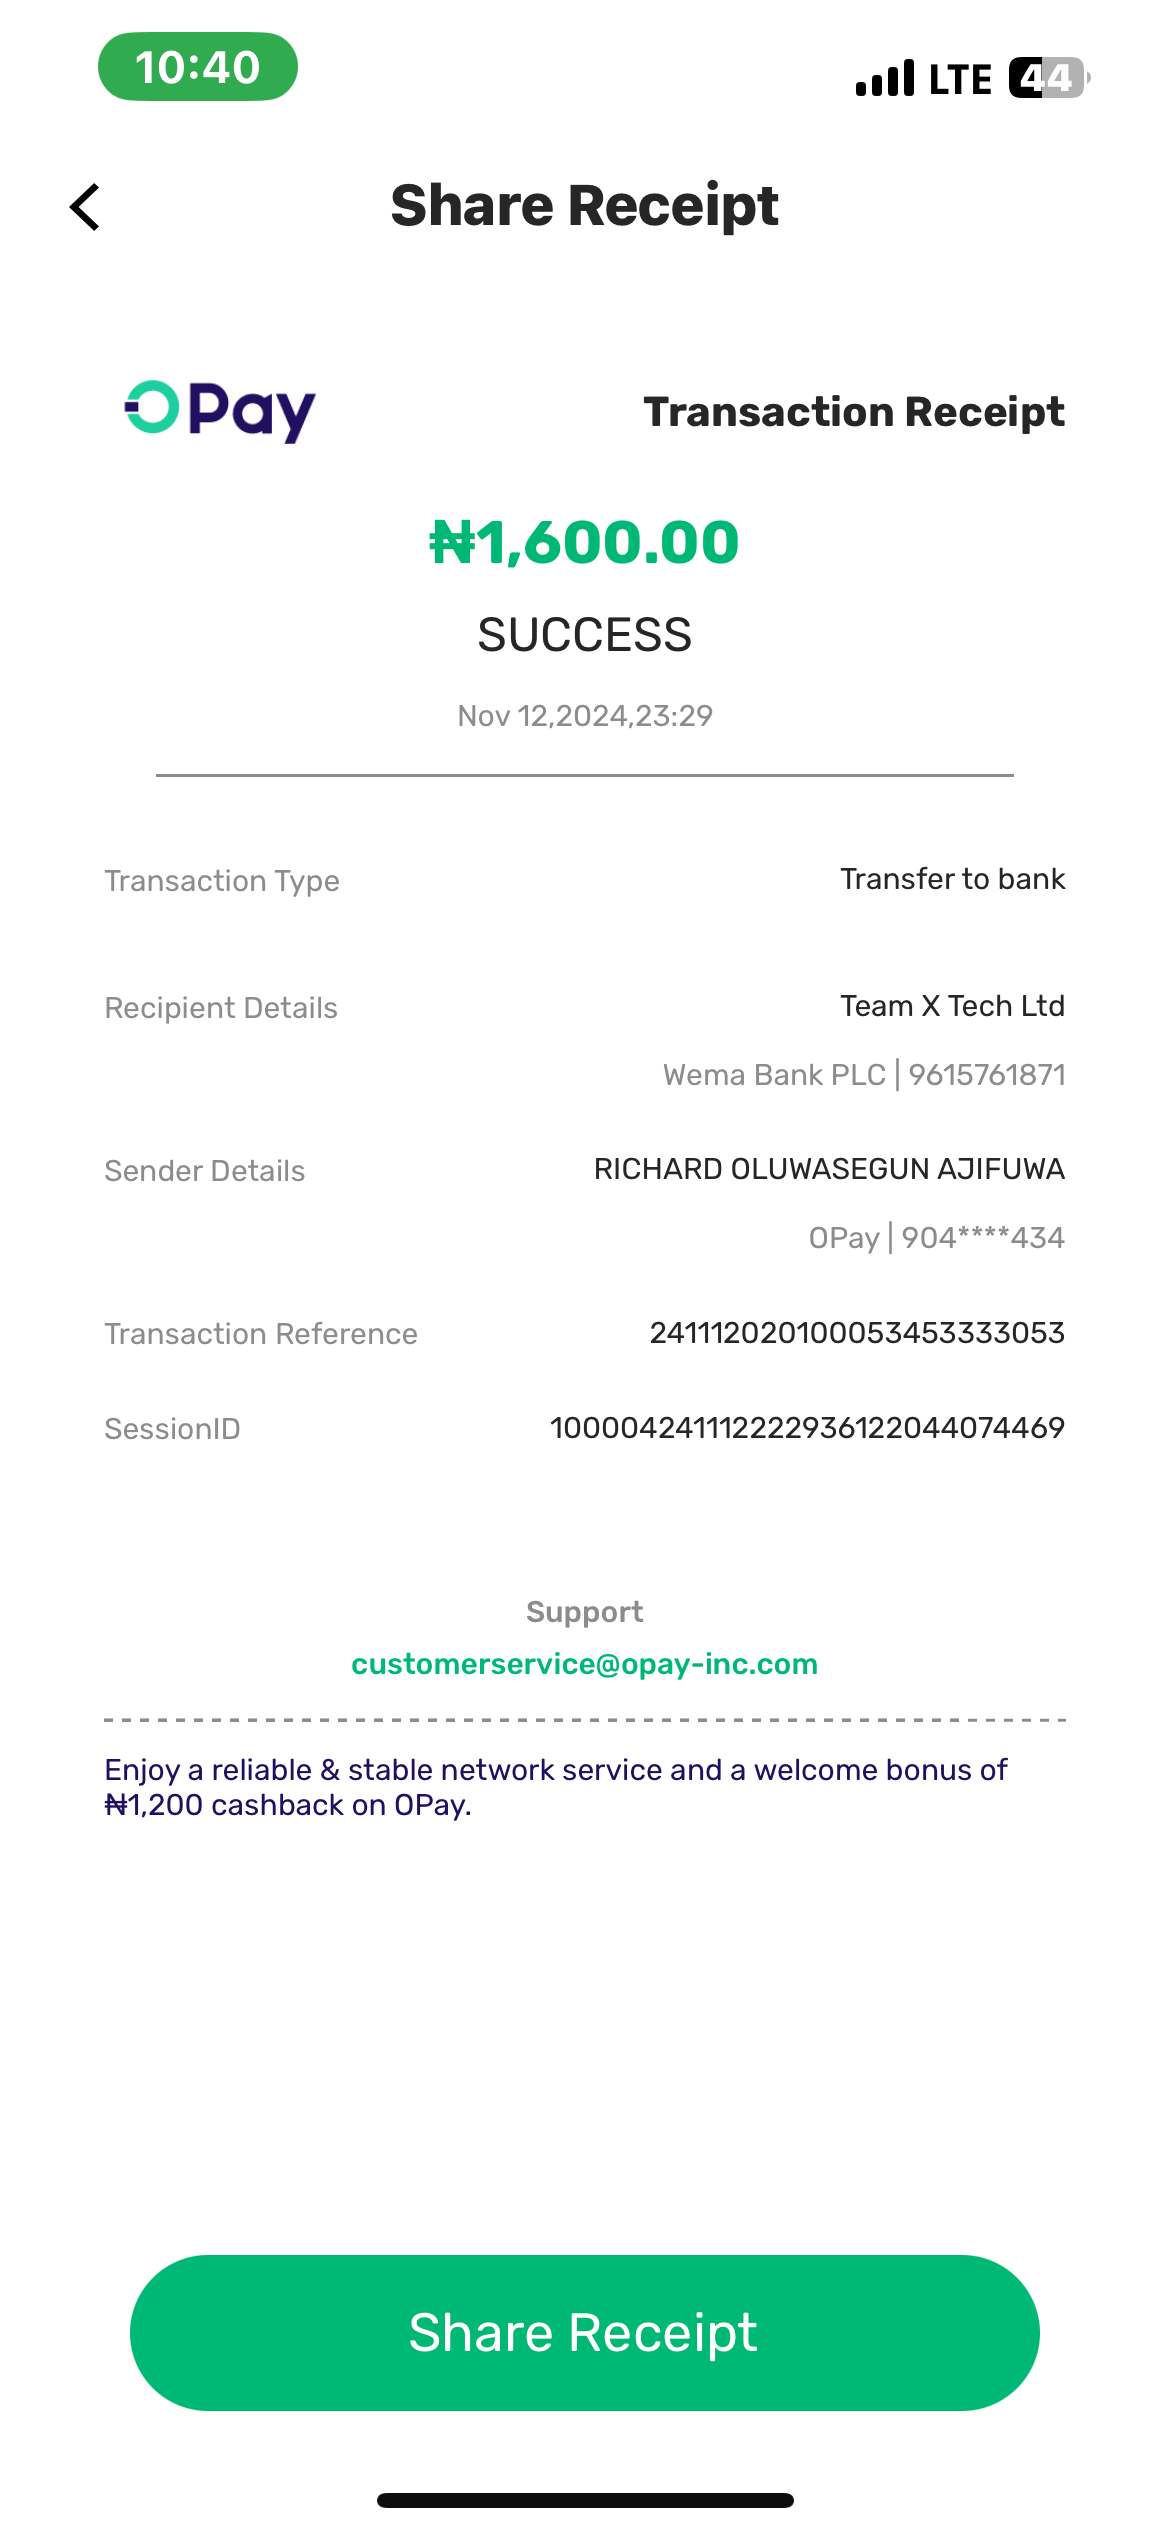 10:40
LTE 44
Share Receipt
OPay
Transaction Receipt
₦1,600.00
SUCCESS
Nov 12,2024,23:29
Transaction Type
Transfer to bank
Recipient Details
Team X Tech Ltd
Wema Bank PLC | 9615761871
Sender Details
RICHARD OLUWASEGUN AJIFUWA
OPay | 904****434
Transaction Reference
241112020100053453333053
SessionID
100004241112222936122044074469
Support
customerservice@opay-inc.com
Enjoy a reliable & stable network service and a welcome bonus of
₦1,200 cashback on OPay.
Share Receipt